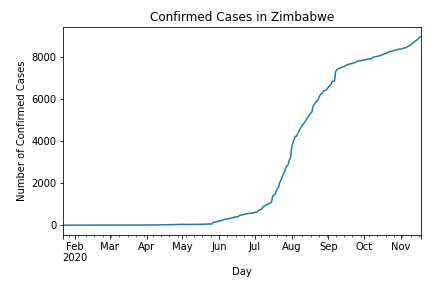 Confirmed Cases in Zimbabwe
Number of Confirmed Cases
8000
6000
4000
2000
0
Feb Mar Apr May Jun Jul Aug Sep Oct Nov
2020
Day